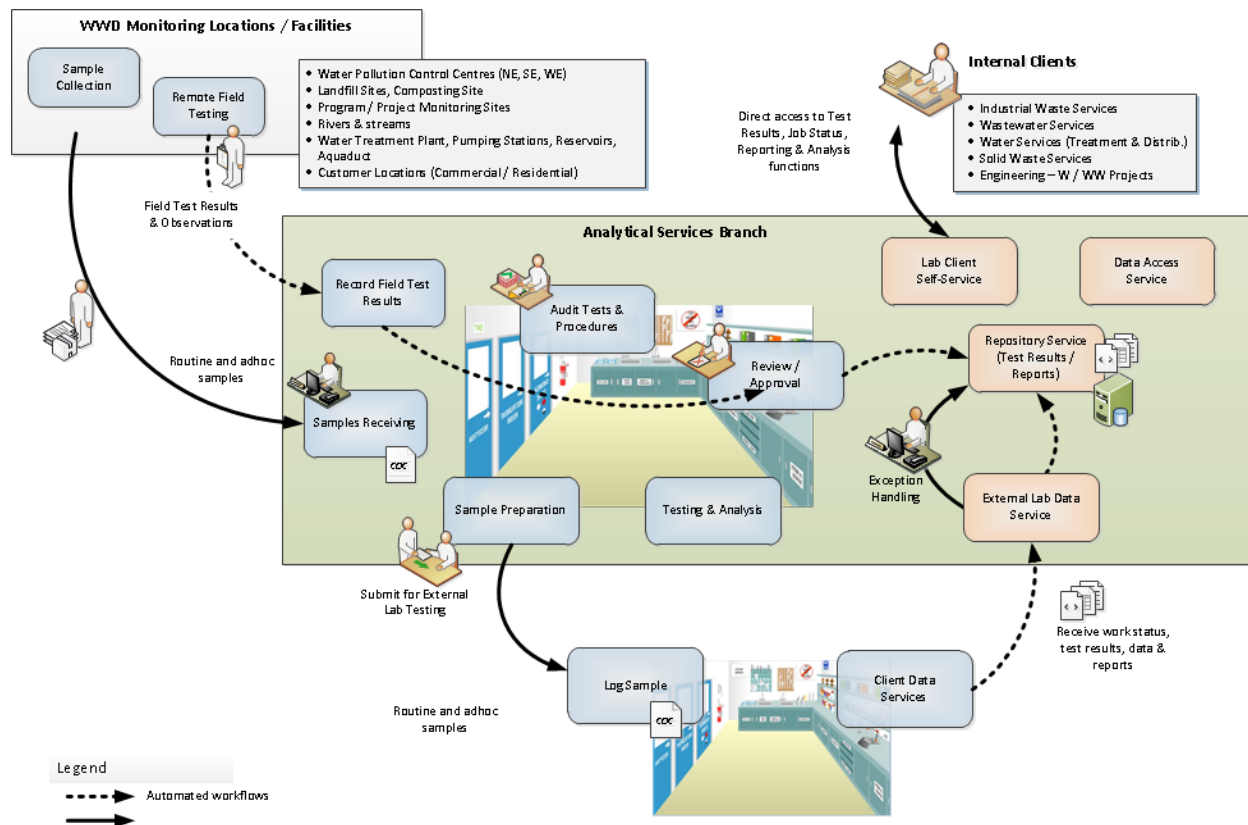 WWD Monitoring Locations / Facilities
Sample
Collection
Remote Field
Testing
• Water Pollution Control Centres (NE, SE, WE)
• Landfill Sites, Composting Site
• Program / Project Monitoring Sites
• Rivers & streams
• Water Treatment Plant, Pumping Stations, Reservoirs,
Aquaduct
• Customer Locations (Commercial / Residential)
Internal Clients
• Industrial Waste Services
• Wastewater Services
• Water Services (Treatment & Distrib.)
• Solid Waste Services
• Engineering – W / WW Projects
Direct access to Test
Results, Job Status,
Reporting & Analysis
functions
Field Test Results
& Observations
Analytical Services Branch
Record Field Test
Results
Audit Tests &
Procedures
Lab Client
Self-Service
Data Access
Service
Review /
Approval
Repository Service
(Test Results /
Reports)
Routine and adhoc
samples
Samples Receiving
COC
Exception
Handling
Sample Preparation
Testing & Analysis
External Lab Data
Service
Submit for External
Lab Testing
Receive work status,
test results, data &
reports
Log Sample
COC
Client Data
Services
Routine and adhoc
samples
Legend
Automated workflows